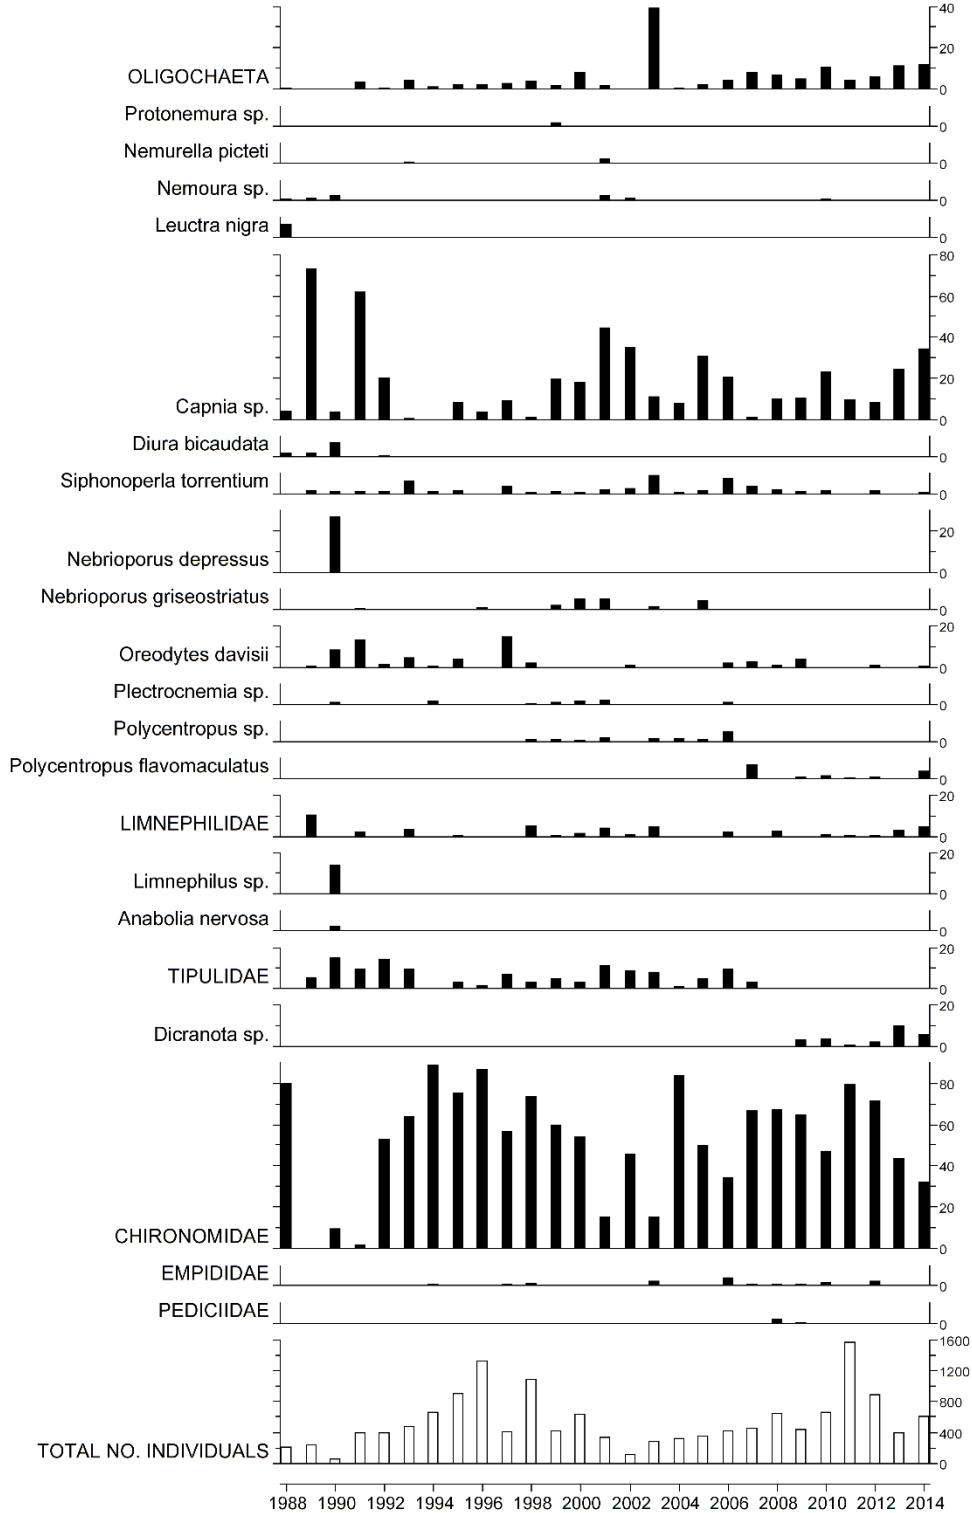 40
20
OLIGOCHAETA
0
Protonemura sp.
0
Nemurella picteti
0
Nemoura sp.
0
Leuctra nigra
0
80
60
40
20
Capnia sp.
0
Diura bicaudata
0
Siphonoperla torrentium
0
20
Nebrioporus depressus
0
Nebrioporus griseostriatus
0
20
Oreodytes davisii
0
Plectrocnemia sp.
0
Polycentropus sp.
0
Polycentropus flavomaculatus
0
20
LIMNEPHILIDAE
0
20
Limnephilus sp.
0
Anabolia nervosa
0
20
TIPULIDAE
0
20
Dicranota sp.
0
80
60
40
20
CHIRONOMIDAE
0
EMPIDIDAE
0
PEDICIIDAE
0
1600
1200
800
400
TOTAL NO. INDIVIDUALS
0
1988 1990 1992 1994 1996 1998 2000 2002 2004 2006 2008 2010 2012 2014